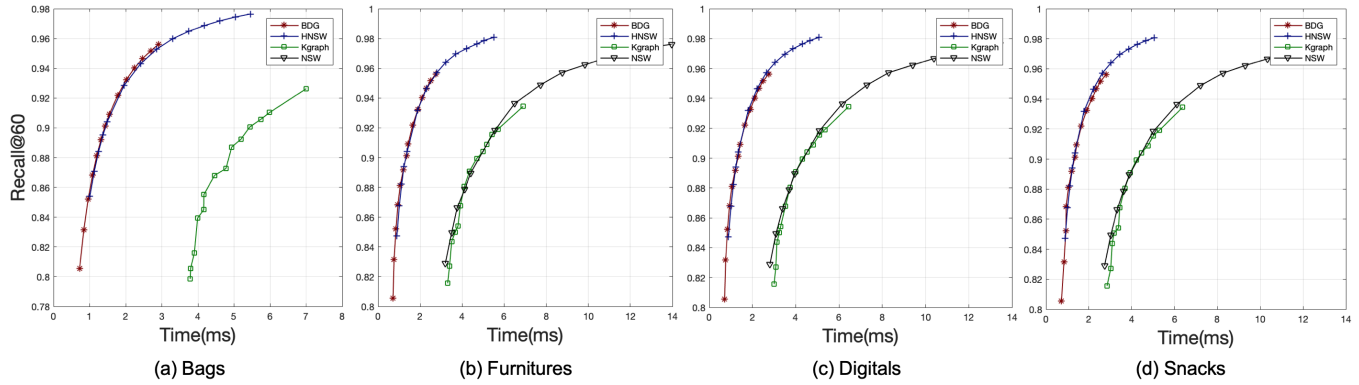 Recall@60
0.98
0.96
0.94
0.92
0.9
0.88
0.86
0.84
0.82
0.8
0.78
0 1 2 3 4 5 6 7 8
Time(ms)
BDG
HNSW
Kgraph
NSW
(a) Bags
1
0.98
0.96
0.94
0.92
0.9
0.88
0.86
0.84
0.82
0.8
0 2 4 6 8 10 12 14
Time(ms)
BDG
HNSW
Kgraph
NSW
(b) Furnitures
1
0.98
0.96
0.94
0.92
0.9
0.88
0.86
0.84
0.82
0.8
0 2 4 6 8 10 12 14
Time(ms)
BDG
HNSW
Kgraph
NSW
(c) Digitals
1
0.98
0.96
0.94
0.92
0.9
0.88
0.86
0.84
0.82
0.8
0 2 4 6 8 10 12 14
Time(ms)
BDG
HNSW
Kgraph
NSW
(d) Snacks